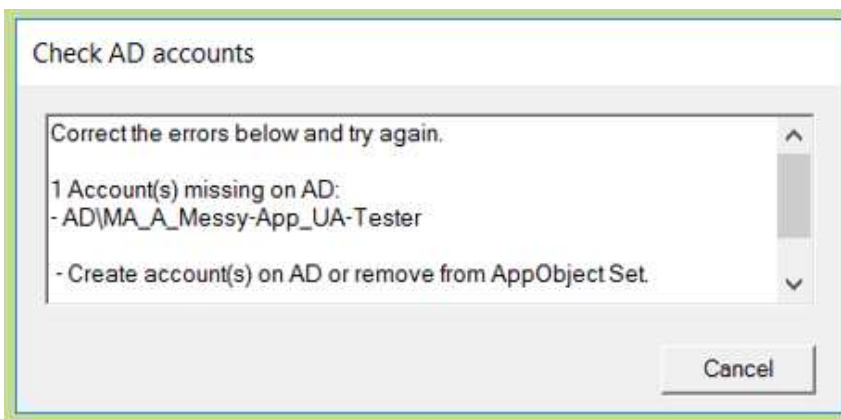 Check AD accounts
Correct the errors below and try again.
1 Account(s) missing on AD:
- AD\MA_A_Messy-App_UA-Tester
- Create account(s) on AD or remove from AppObject Set.
Cancel